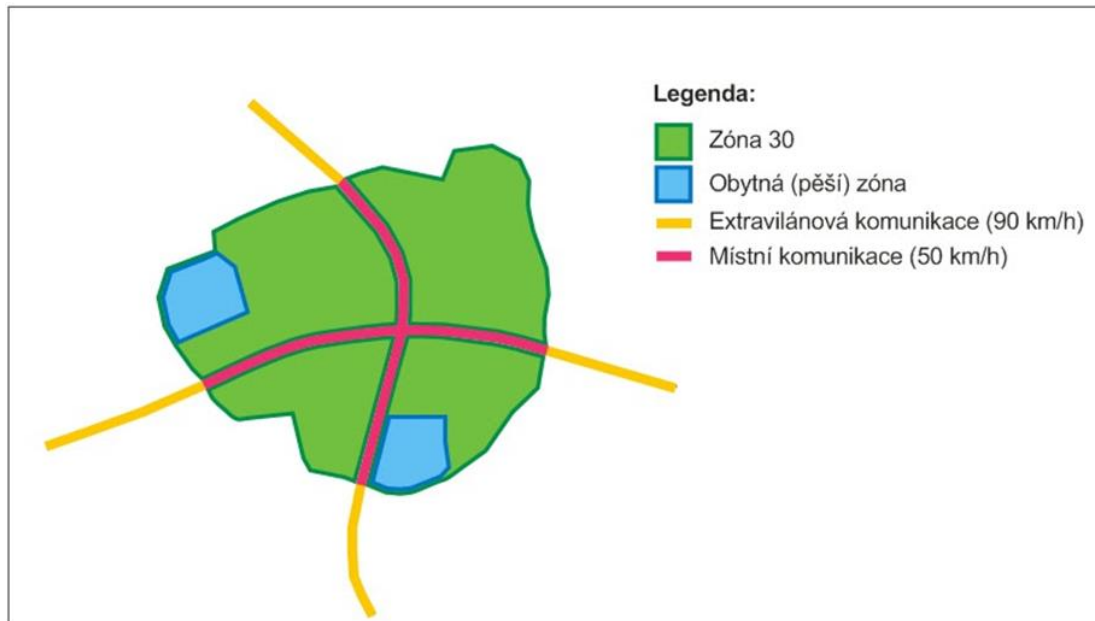 Legenda:
Zóna 30
Obytná (pěší) zóna
Extravilánová komunikace (90 km/h)
Místní komunikace (50 km/h)